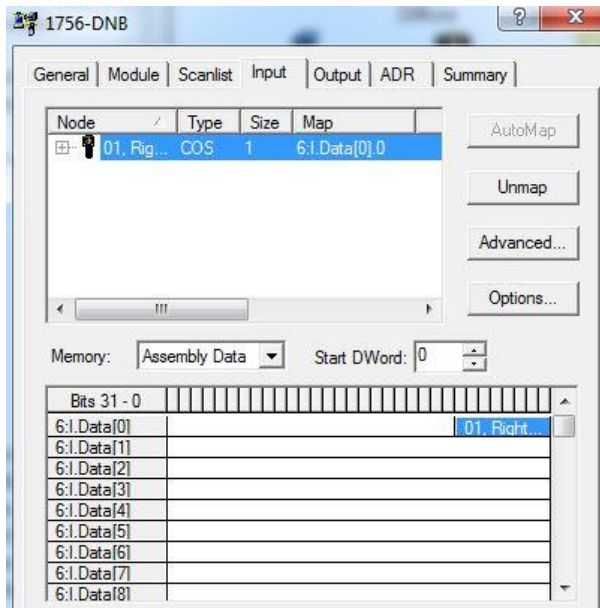 1756-DNB
General Module Scanlist Input Output ADR Summary
Node Type Size Map
01, Rig... COS 1 6:I.Data[0].0
AutoMap
Unmap
Advanced...
Options...
Memory: Assembly Data Start DWord: 0
Bits 31 - 0
6:I.Data[0] 01, Right...
6:I.Data[1]
6:I.Data[2]
6:I.Data[3]
6:I.Data[4]
6:I.Data[5]
6:I.Data[6]
6:I.Data[7]
6:I.Data[8]